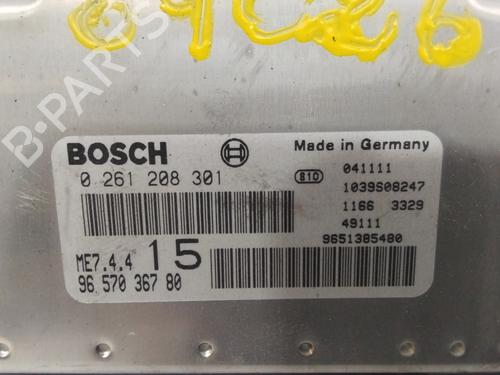 B-PARTS
BOSCH
Made in Germany
0 261 208 301
810
041111
1039S08247
1166 3329
49111
9651385480
ME7.4.4 15
96 570 367 80